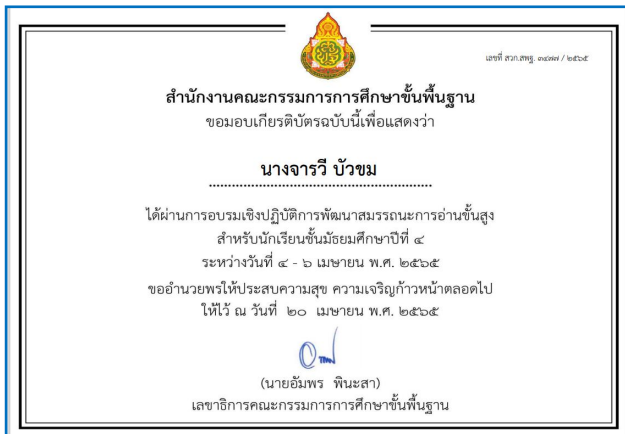 เลขที่ สวก.สพฐ. ๓๔๗๗ / ๒๕๖๕
สำนักงานคณะกรรมการการศึกษาขั้นพื้นฐาน
ขอมอบเกียรติบัตรฉบับนี้เพื่อแสดงว่า
นางจารวี บัวขม
ได้ผ่านการอบรมเชิงปฏิบัติการพัฒนาสมรรถนะการอ่านขั้นสูง
สำหรับนักเรียนชั้นมัธยมศึกษาปีที่ ๔
ระหว่างวันที่ ๔ - ๖ เมษายน พ.ศ. ๒๕๖๕
ขออำนวยพรให้ประสบความสุข ความเจริญก้าวหน้าตลอดไป
ให้ไว้ ณ วันที่ ๒๐ เมษายน พ.ศ. ๒๕๖๕
(นายอัมพร พินะสา)
เลขาธิการคณะกรรมการการศึกษาขั้นพื้นฐาน